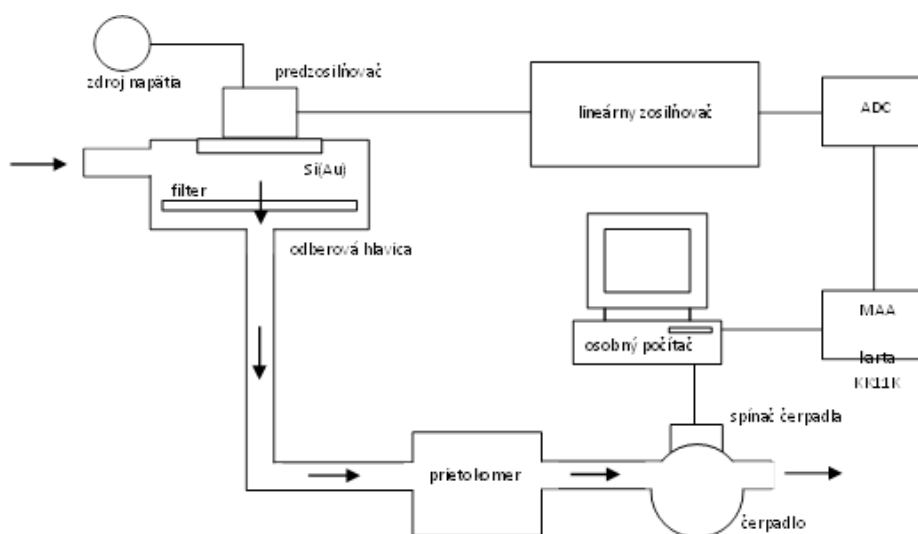 zdroj napätia
predzosilňovač
lineárny zosilňovač
ADC
Si(Au)
filter
odberová hlavica
MAA
karta
KK11K
osobný počítač
spínač čerpadla
prietokomer
čerpadlo